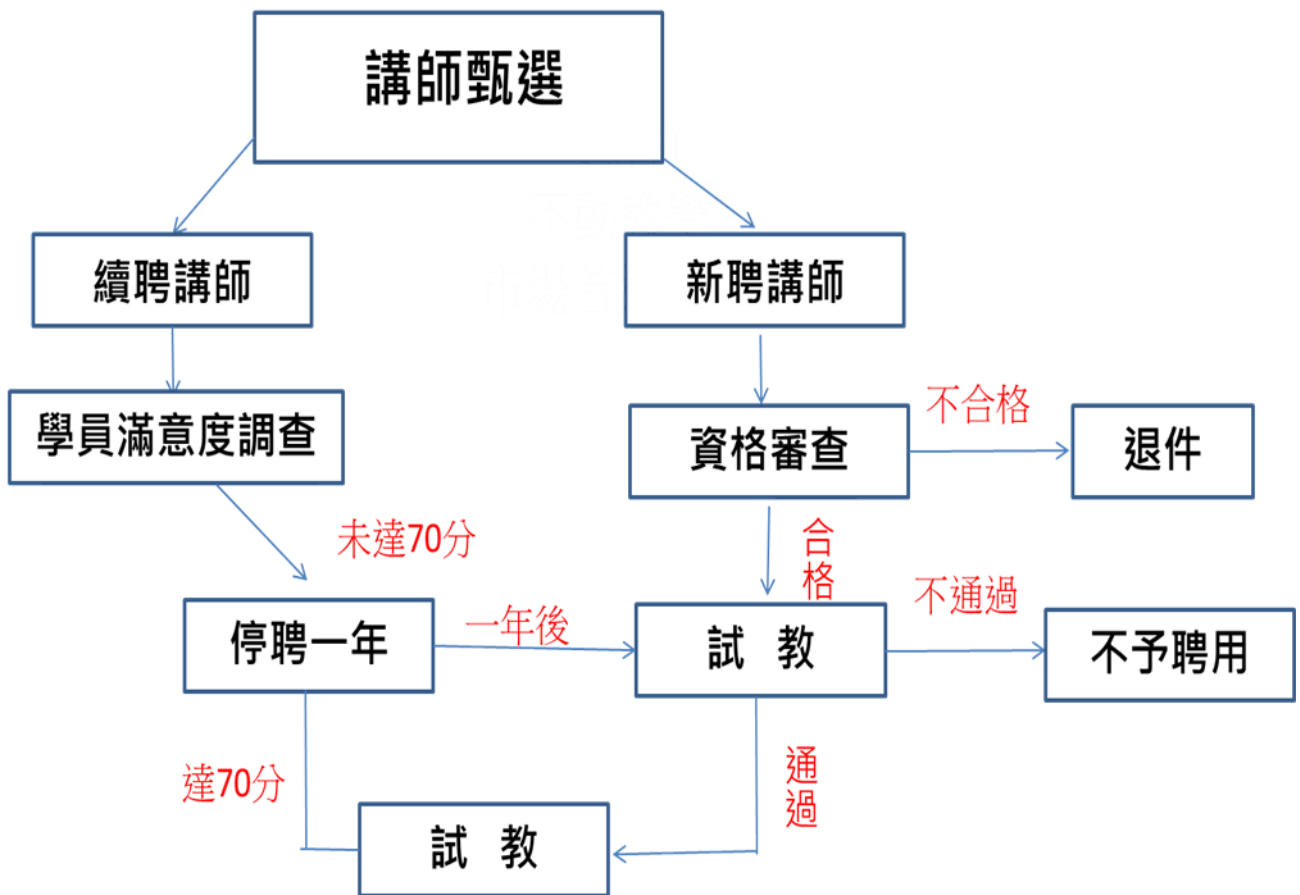 講師甄選
續聘講師
新聘講師
學員滿意度調查
資格審查
不合格
退件
未達70分
合格
停聘一年
一年後
試 教
不通過
不予聘用
達70分
通過
試 教